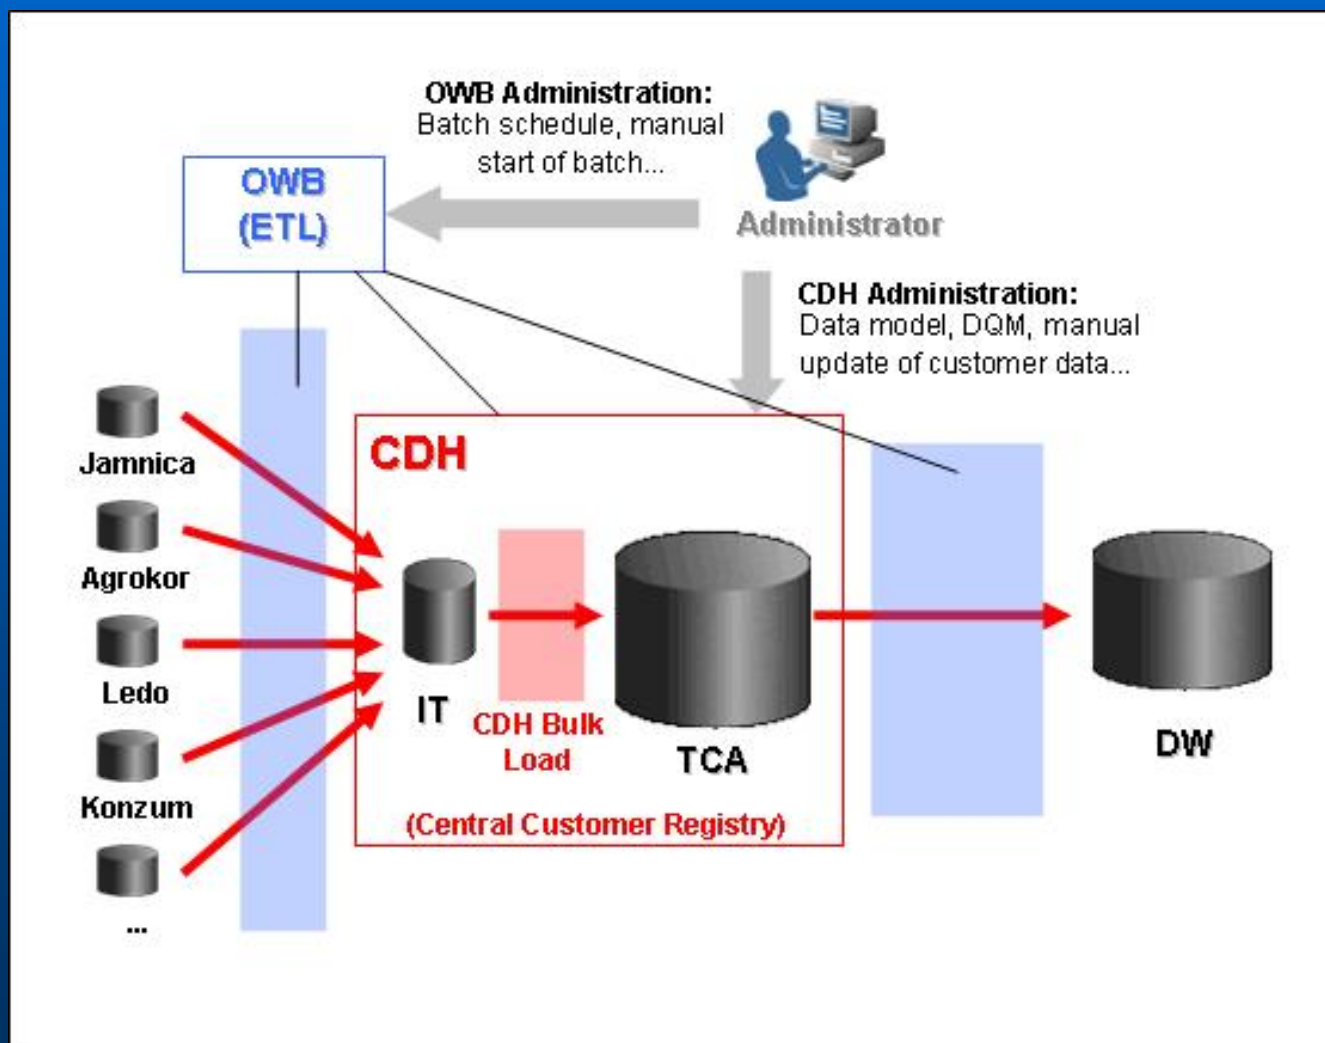 OWB Administration:
Batch schedule, manual
start of batch...
OWB
(ETL)
Administrator
CDH Administration:
Data model, DQM, manual
update of customer data...
Jamnica
Agrokor
Ledo
Konzum
...
CDH
IT
CDH Bulk
Load
TCA
(Central Customer Registry)
DW